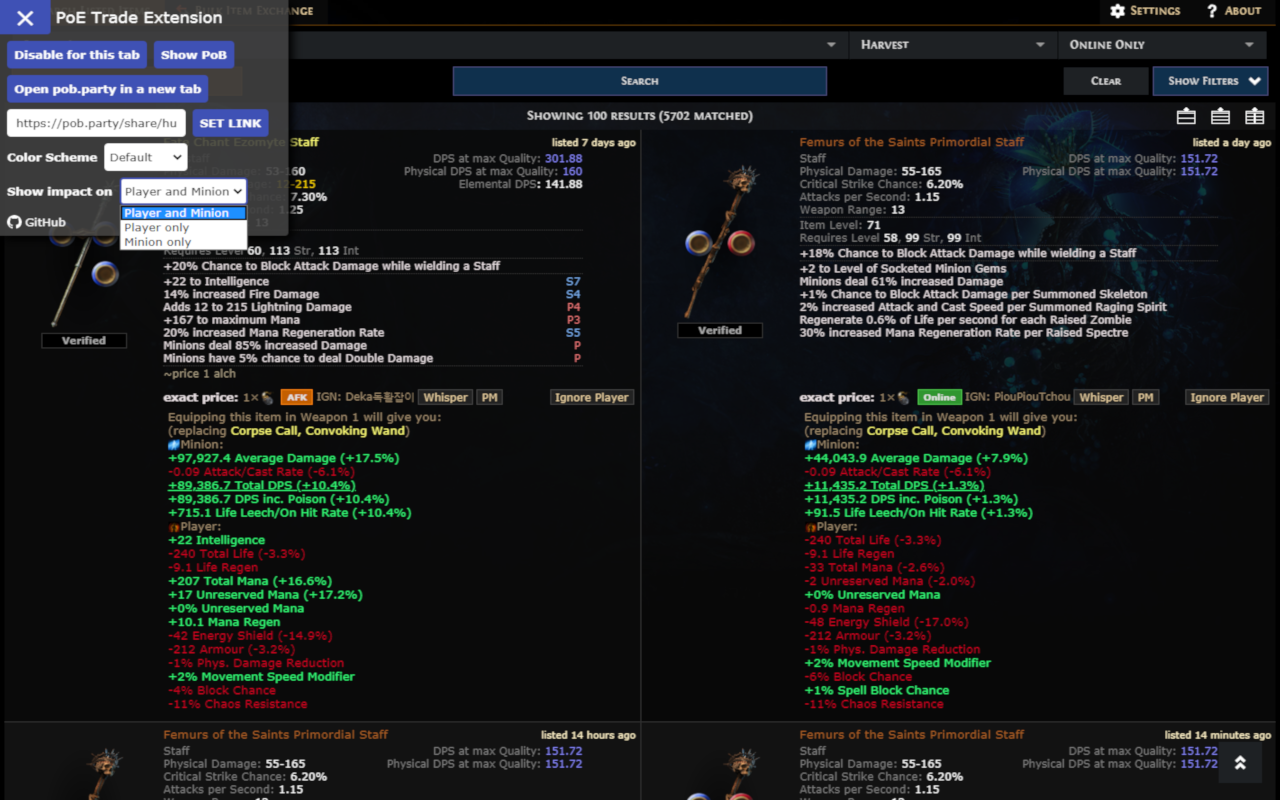 PoE Trade Extension
Item Exchange
Settings
About
Disable for this tab
Show PoB
Open pob.party in a new tab
https://pob.party/share/hu
SET LINK
Color Scheme
Default
Show impact on
Player and Minion
Player and Minion
Player only
Minion only
GitHub
Harvest
Online Only
Search
Clear
Show Filters
Showing 100 results (5702 matched)
Chant Ezomyte Staff
listed 7 days ago
Staff
DPS at max Quality: 301.88
Physical Damage: 53-160
Physical DPS at max Quality: 160
12-215
Elemental DPS: 141.88
7.30%
1.25
13
Requires Level 60, 113 Str, 113 Int
+20% Chance to Block Attack Damage while wielding a Staff
+22 to Intelligence
S7
14% increased Fire Damage
S4
Adds 12 to 215 Lightning Damage
P4
+167 to maximum Mana
P3
20% increased Mana Regeneration Rate
S5
Minions deal 85% increased Damage
P
Minions have 5% chance to deal Double Damage
P
~price 1 alch
Verified
exact price: 1×
AFK
IGN: Deka독활잡이
Whisper
PM
Ignore Player
Equipping this item in Weapon 1 will give you:
(replacing Corpse Call, Convoking Wand)
Minion:
+97,927.4 Average Damage (+17.5%)
-0.09 Attack/Cast Rate (-6.1%)
+89,386.7 Total DPS (+10.4%)
+89,386.7 DPS inc. Poison (+10.4%)
+715.1 Life Leech/On Hit Rate (+10.4%)
Player:
+22 Intelligence
-240 Total Life (-3.3%)
-9.1 Life Regen
+207 Total Mana (+16.6%)
+17 Unreserved Mana (+17.2%)
+0% Unreserved Mana
+10.1 Mana Regen
-42 Energy Shield (-14.9%)
-212 Armour (-3.2%)
-1% Phys. Damage Reduction
+2% Movement Speed Modifier
-4% Block Chance
-11% Chaos Resistance
Femurs of the Saints Primordial Staff
listed a day ago
Staff
DPS at max Quality: 151.72
Physical Damage: 55-165
Physical DPS at max Quality: 151.72
Critical Strike Chance: 6.20%
Attacks per Second: 1.15
Weapon Range: 13
Item Level: 71
Requires Level 58, 99 Str, 99 Int
+18% Chance to Block Attack Damage while wielding a Staff
+2 to Level of Socketed Minion Gems
Minions deal 61% increased Damage
+1% Chance to Block Attack Damage per Summoned Skeleton
2% increased Attack and Cast Speed per Summoned Raging Spirit
Regenerate 0.6% of Life per second for each Raised Zombie
30% increased Mana Regeneration Rate per Raised Spectre
Verified
exact price: 1×
Online
IGN: PiouPiouTchou
Whisper
PM
Ignore Player
Equipping this item in Weapon 1 will give you:
(replacing Corpse Call, Convoking Wand)
Minion:
+44,043.9 Average Damage (+7.9%)
-0.09 Attack/Cast Rate (-6.1%)
+11,435.2 Total DPS (+1.3%)
+11,435.2 DPS inc. Poison (+1.3%)
+91.5 Life Leech/On Hit Rate (+1.3%)
Player:
-240 Total Life (-3.3%)
-9.1 Life Regen
-33 Total Mana (-2.6%)
-2 Unreserved Mana (-2.0%)
+0% Unreserved Mana
-0.9 Mana Regen
-48 Energy Shield (-17.0%)
-212 Armour (-3.2%)
-1% Phys. Damage Reduction
+2% Movement Speed Modifier
-6% Block Chance
+1% Spell Block Chance
-11% Chaos Resistance
Femurs of the Saints Primordial Staff
listed 14 hours ago
Staff
DPS at max Quality: 151.72
Physical Damage: 55-165
Physical DPS at max Quality: 151.72
Critical Strike Chance: 6.20%
Attacks per Second: 1.15
Femurs of the Saints Primordial Staff
listed 14 minutes ago
Staff
DPS at max Quality: 151.72
Physical Damage: 55-165
Physical DPS at max Quality: 151.72
Critical Strike Chance: 6.20%
Attacks per Second: 1.15